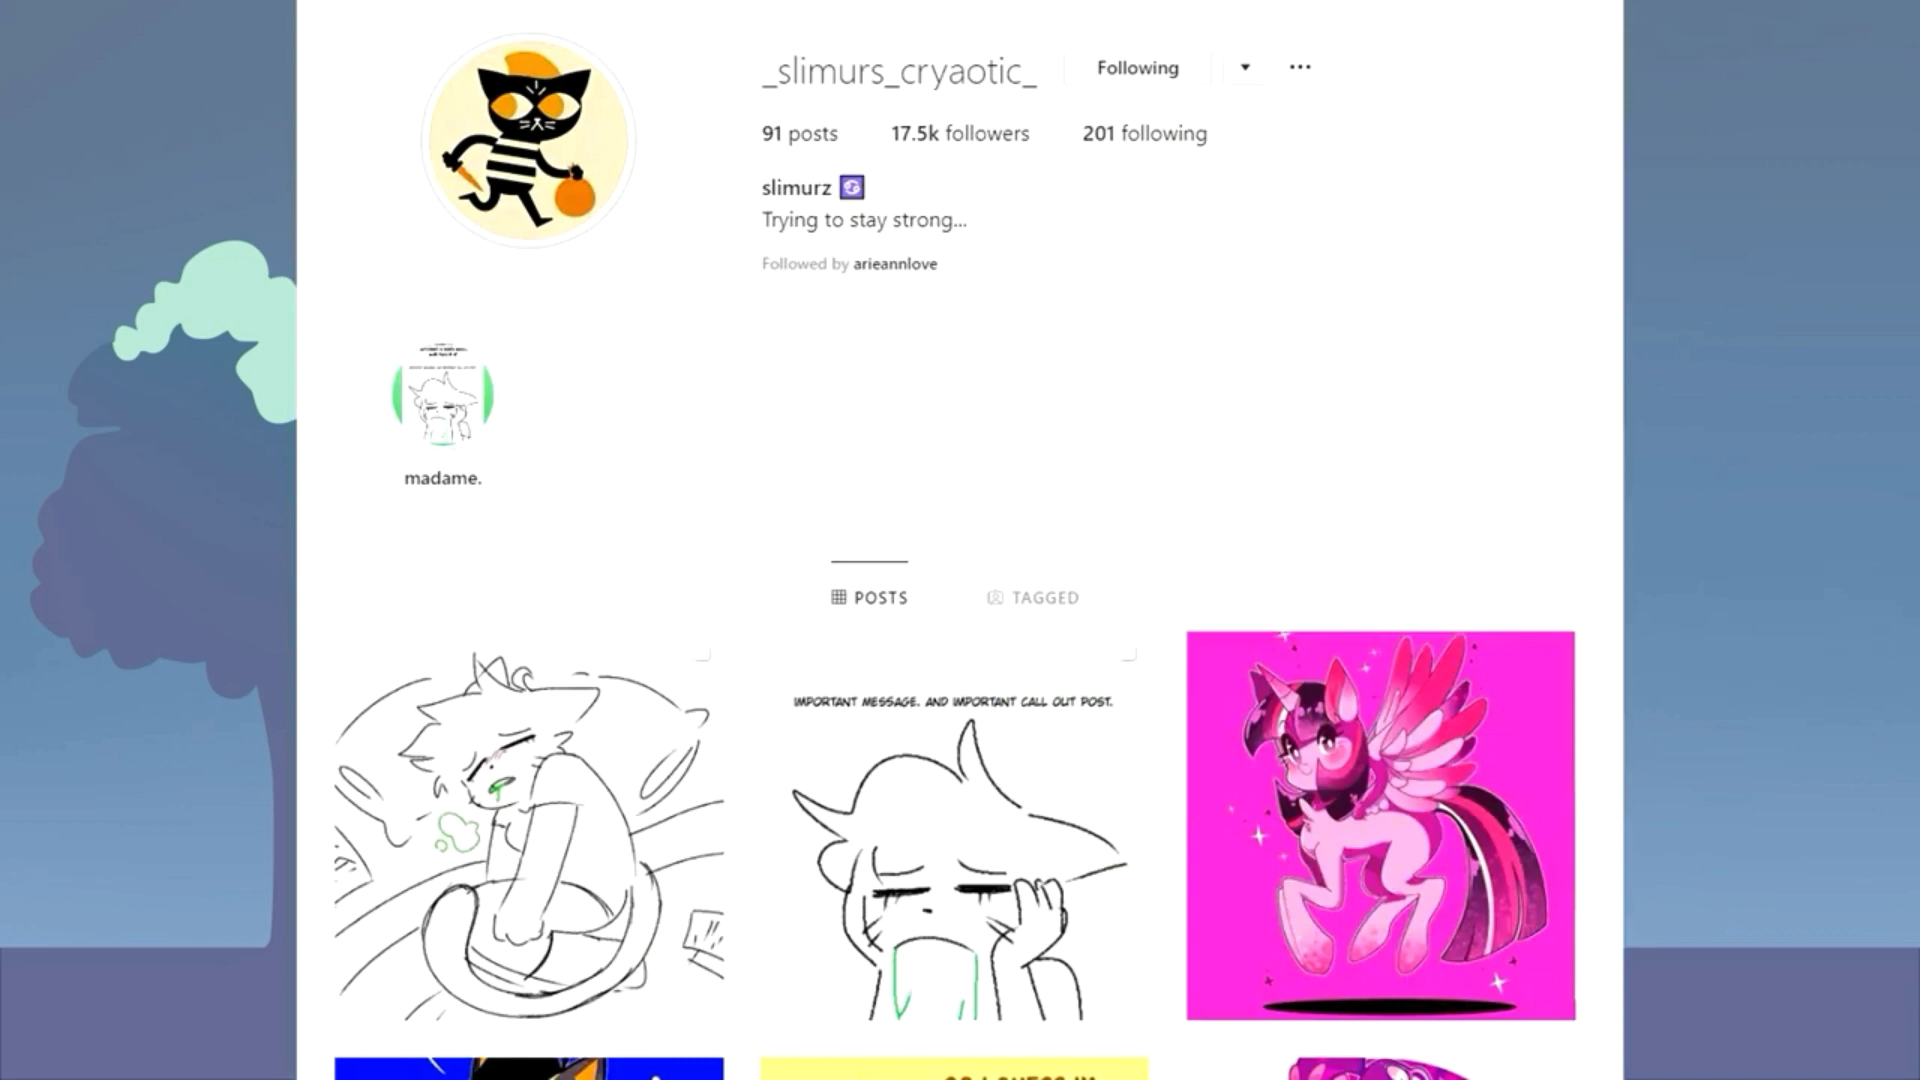 _slimurs_cryaotic_ Following
91 posts 17.5k followers 201 following
slimurz
Trying to stay strong...
Followed by arieannlove
madame.
POSTS TAGGED
IMPORTANT MESSAGE. AND IMPORTANT CALL OUT POST.